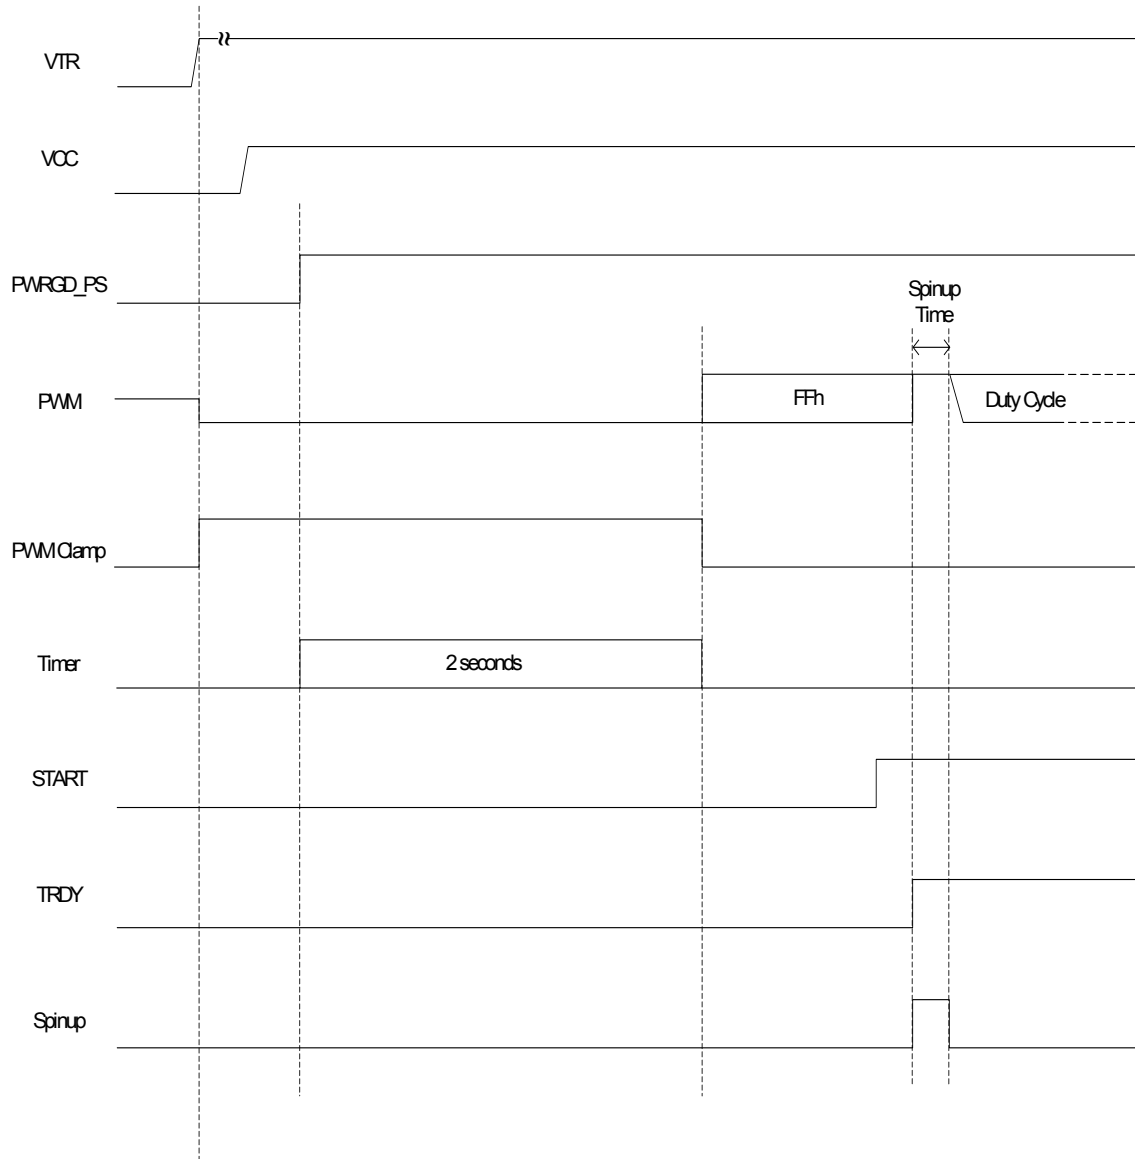 VTR
VCC
PWRGD_PS
Spinup
Time
PWM
FFh
Duty Cycle
PWM Clamp
Timer
2 seconds
START
TRDY
Spinup